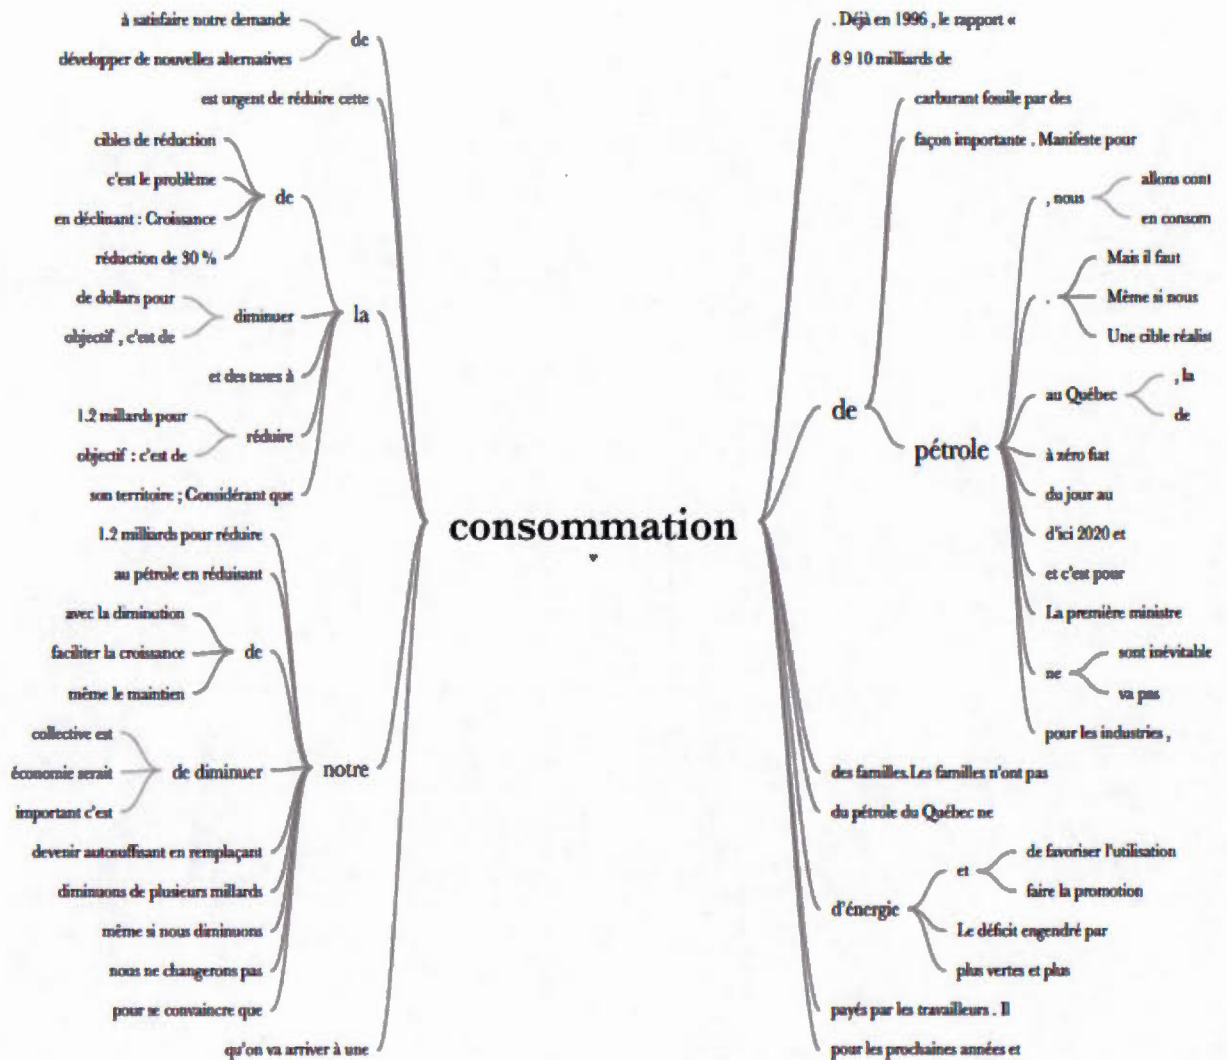 à satisfaire notre demande
développer de nouvelles alternatives
de
est urgent de réduire cette
cibles de réduction
c'est le problème
en déclinant : Croissance
réduction de 30 %
de
de dollars pour
objectif , c'est de
diminuer
la
et des taxes à
1.2 millards pour
objectif : c'est de
réduire
son territoire ; Considérant que
1.2 milliards pour réduire
au pétrole en réduisant
avec la diminution
faciliter la croissance
même le maintien
de
collective est
économie serait
important c'est
de diminuer
notre
devenir autosuffisant en remplaçant
diminuons de plusieurs millards
même si nous diminuons
nous ne changerons pas
pour se convaincre que
qu'on va arriver à une
consommation
. Déjà en 1996 , le rapport «
8 9 10 milliards de
de
carburant fossile par des
façon importante . Manifeste pour
pétrole
, nous
allons cont
en consom
.
Mais il faut
Même si nous
Une cible réalist
au Québec
, la
de
à zéro fiat
du jour au
d'ici 2020 et
et c'est pour
La première ministre
ne
sont inévitable
va pas
pour les industries ,
des familles.Les familles n'ont pas
du pétrole du Québec ne
d'énergie
et
de favoriser l'utilisation
faire la promotion
Le déficit engendré par
plus vertes et plus
payés par les travailleurs . Il
pour les prochaines années et